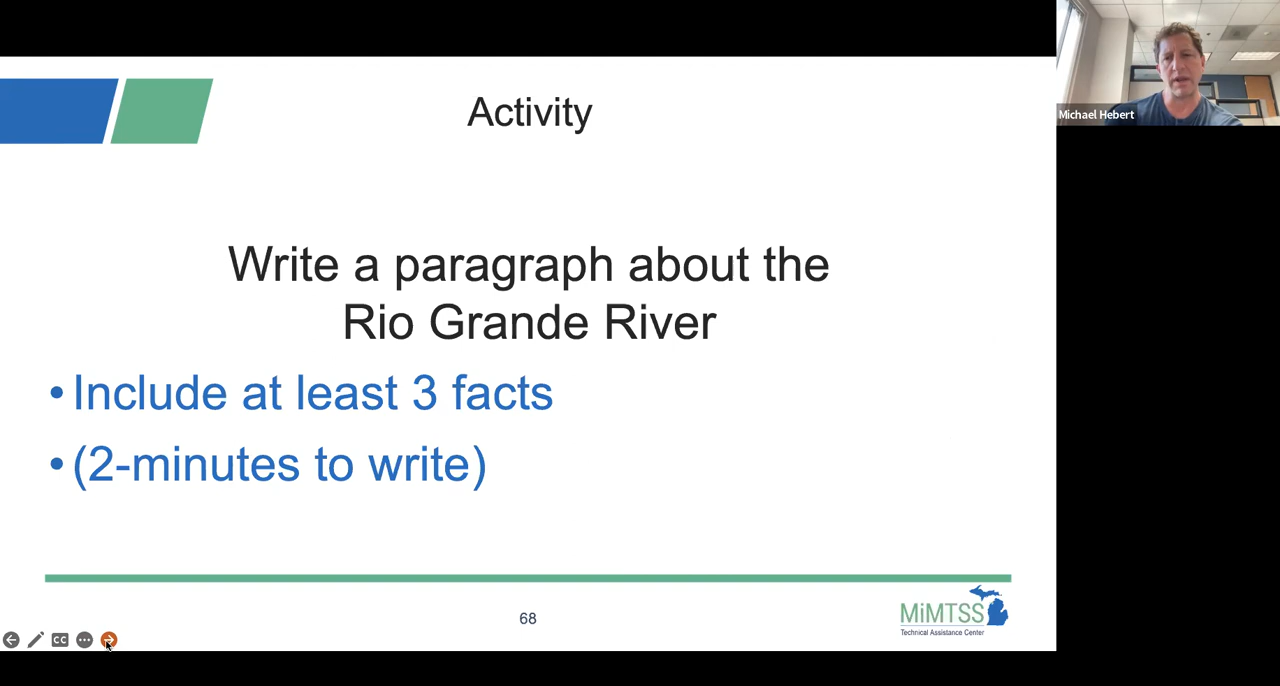 Activity
Write a paragraph about the
Rio Grande River
•Include at least 3 facts
•(2-minutes to write)
68
MiMTSS
Technical Assistance Center
CC
Michael Hebert